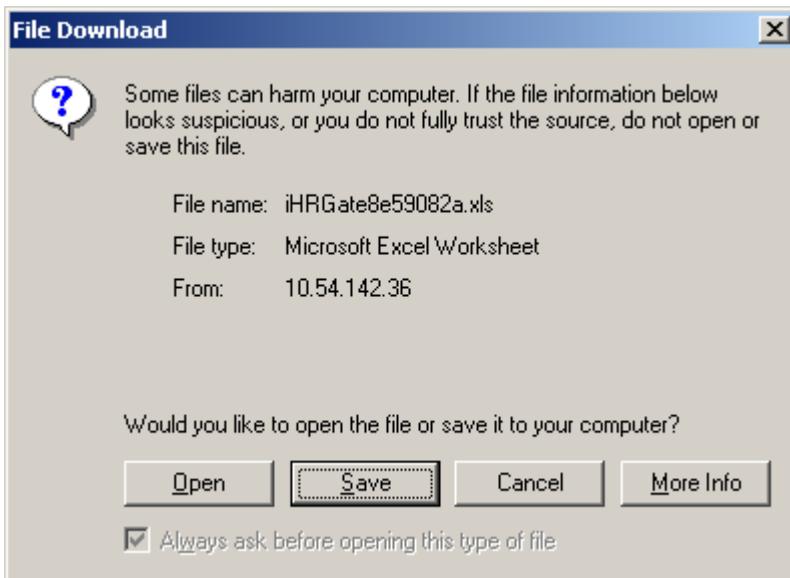 File Download
Some files can harm your computer. If the file information below
looks suspicious, or you do not fully trust the source, do not open or
save this file.
File name: iHRGate8e59082a.xls
File type: Microsoft Excel Worksheet
From: 10.54.142.36
Would you like to open the file or save it to your computer?
Open Save Cancel More Info
Always ask before opening this type of file